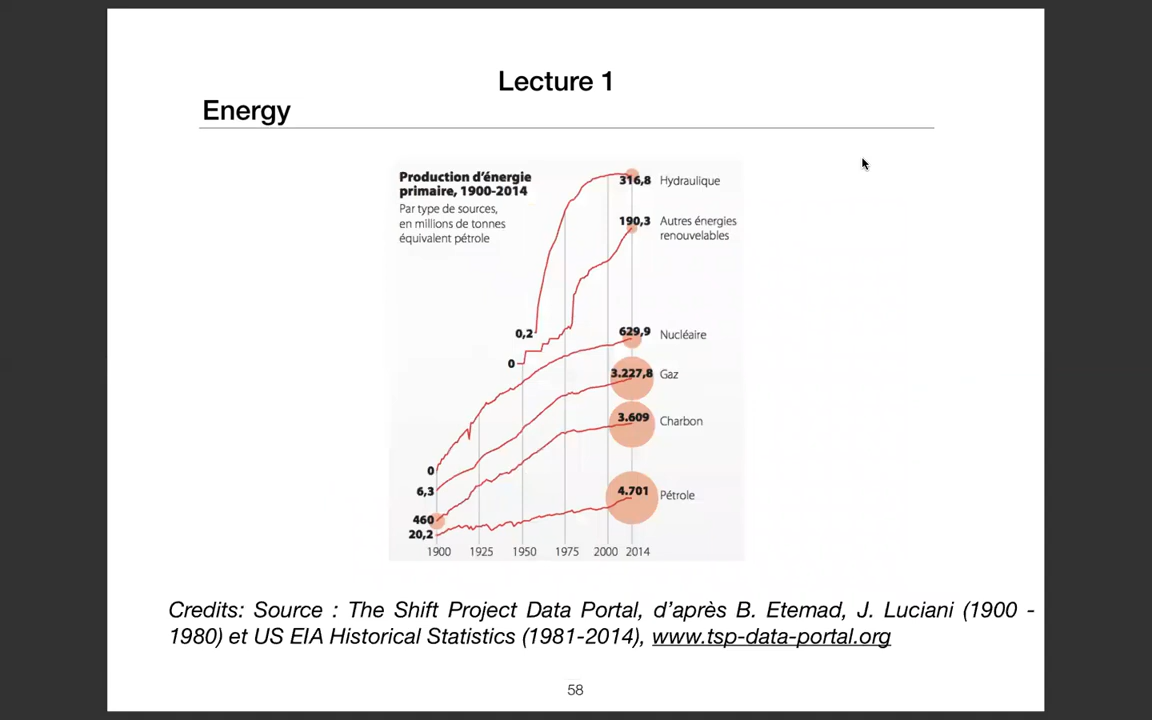 Lecture 1
Energy
Production d'énergie
primaire, 1900-2014
Par type de sources,
en millions de tonnes
équivalent pétrole
316,8 Hydraulique
190,3 Autres énergies
renouvelables
0,2
629,9 Nucléaire
0
3.227,8 Gaz
3.609 Charbon
0
6,3
4.701 Pétrole
460
20,2
1900 1925 1950 1975 2000 2014
Credits: Source : The Shift Project Data Portal, d'après B. Etemad, J. Luciani (1900 -
1980) et US EIA Historical Statistics (1981-2014), www.tsp-data-portal.org
58